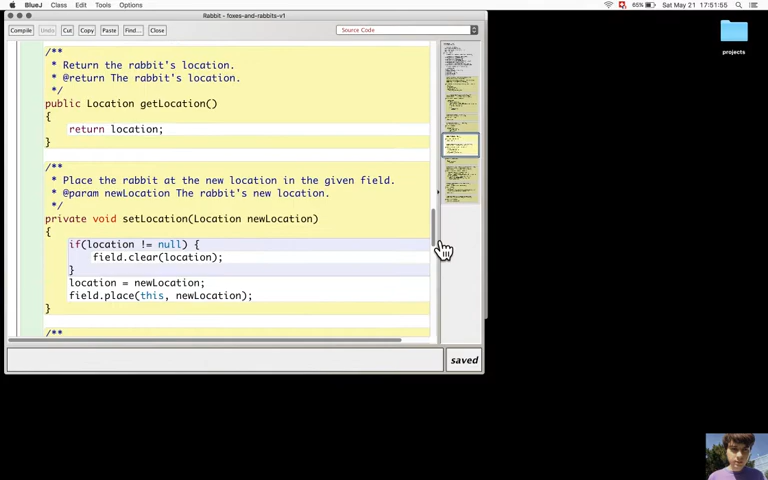 BlueJ Class Edit Tools Options
65% Sat May 21 17:51:55
Rabbit - foxes-and-rabbits-v1
Compile Undo Cut Copy Paste Find... Close
Source Code
projects
/**
* Return the rabbit's location.
* @return The rabbit's location.
*/
public Location getLocation()
{
return location;
}
/**
* Place the rabbit at the new location in the given field.
* @param newLocation The rabbit's new location.
*/
private void setLocation(Location newLocation)
{
if(location != null) {
field.clear(location);
}
location = newLocation;
field.place(this, newLocation);
}
/**
saved